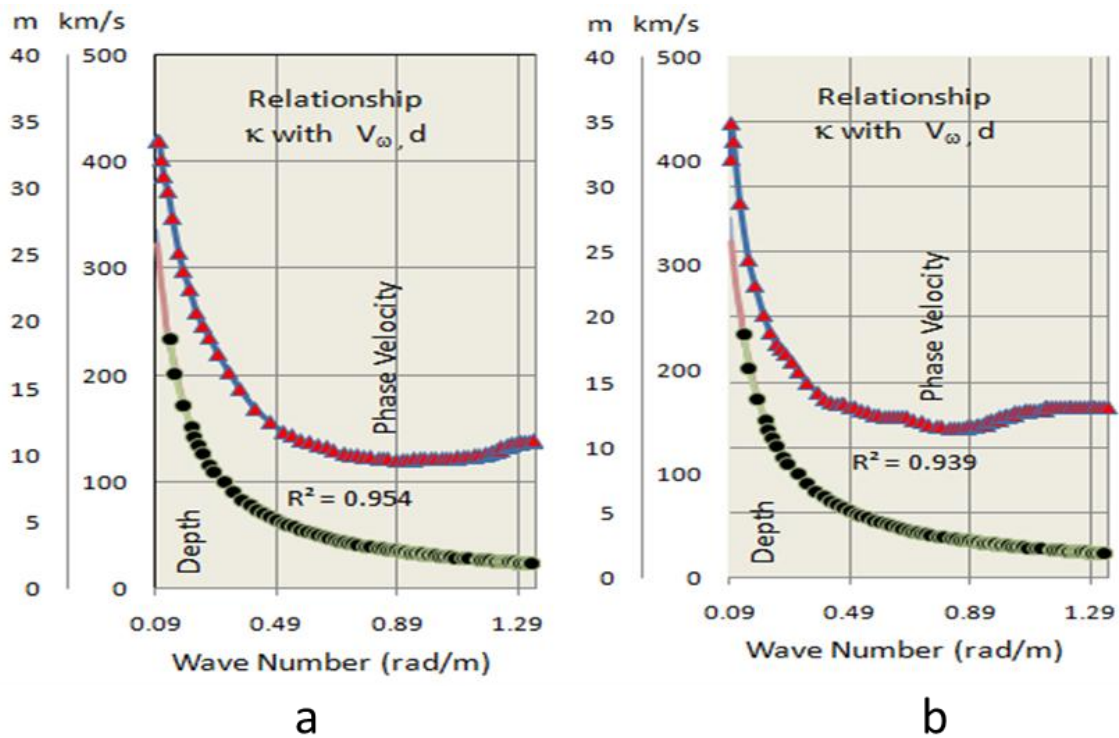 m km/s
40 500
35
400
30
25 300
20
200
15
10
100
5
0 0
Relationship
κ with V_ω, d
Phase Velocity
R² = 0.954
Depth
0.09 0.49 0.89 1.29
Wave Number (rad/m)
a
m km/s
40 500
35
400
30
25 300
20
200
15
10
100
5
0 0
Relationship
κ with V_ω, d
Phase Velocity
R² = 0.939
Depth
0.09 0.49 0.89 1.29
Wave Number (rad/m)
b